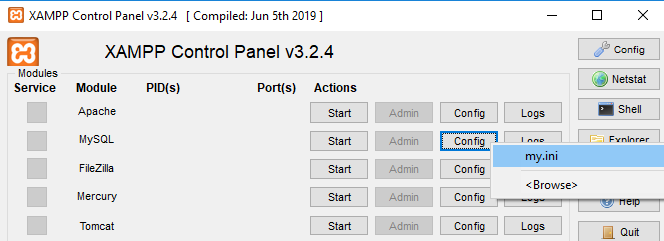 XAMPP Control Panel v3.2.4 [ Compiled: Jun 5th 2019 ]
XAMPP Control Panel v3.2.4
Config
Modules
Service Module PID(s) Port(s) Actions
Netstat
Apache Start Admin Config Logs
Shell
MySQL Start Admin Config Logs
Explorer
my.ini
FileZilla Start Admin
<Browse>
Mercury Start Admin Config Logs
Help
Tomcat Start Admin Config Logs
Quit